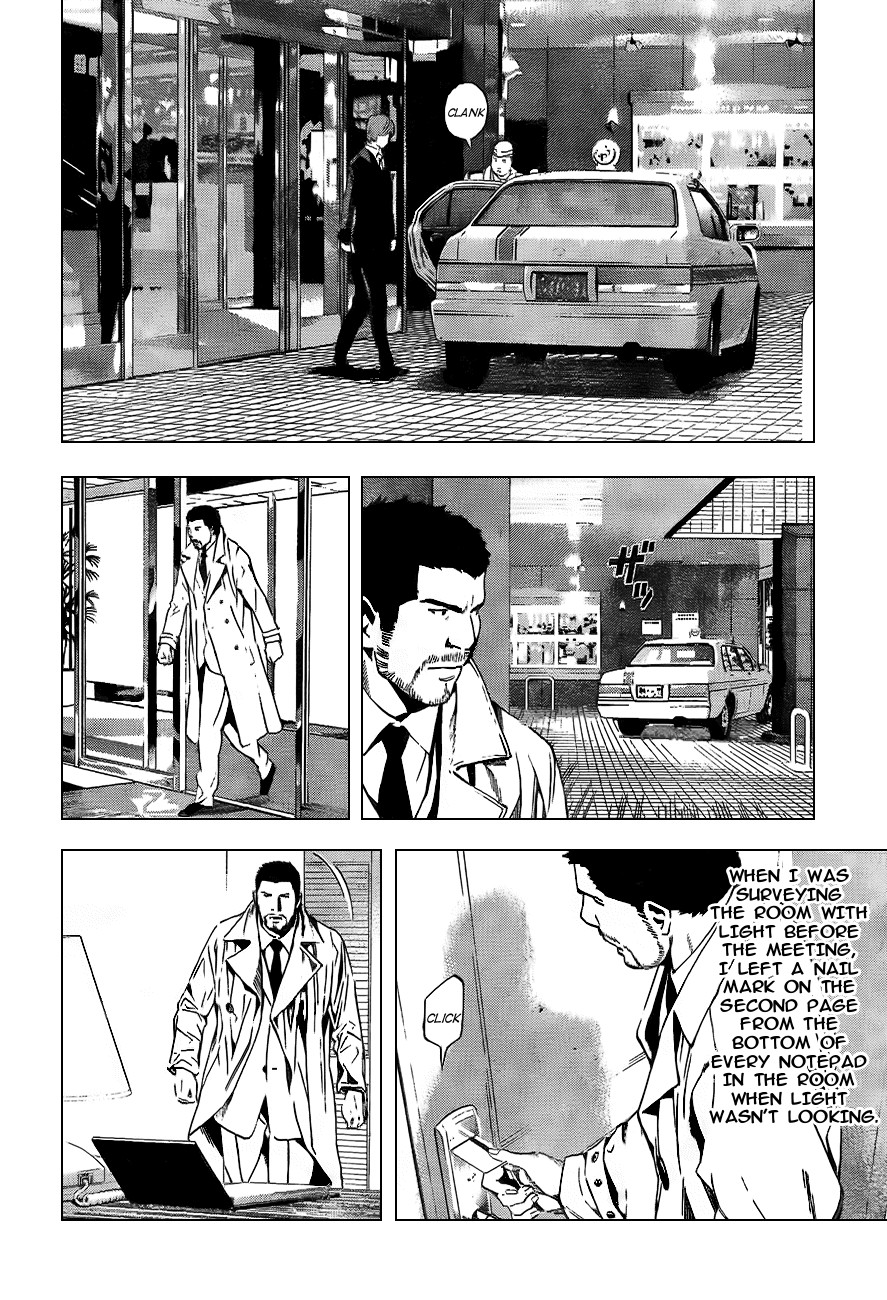 CLANK
ザザッ
WHEN I WAS
SURVEYING
THE ROOM WITH
LIGHT BEFORE
THE MEETING,
I LEFT A NAIL
MARK ON THE
SECOND PAGE
FROM THE
BOTTOM OF
EVERY NOTEPAD
IN THE ROOM
WHEN LIGHT
WASN'T LOOKING.
CLICK